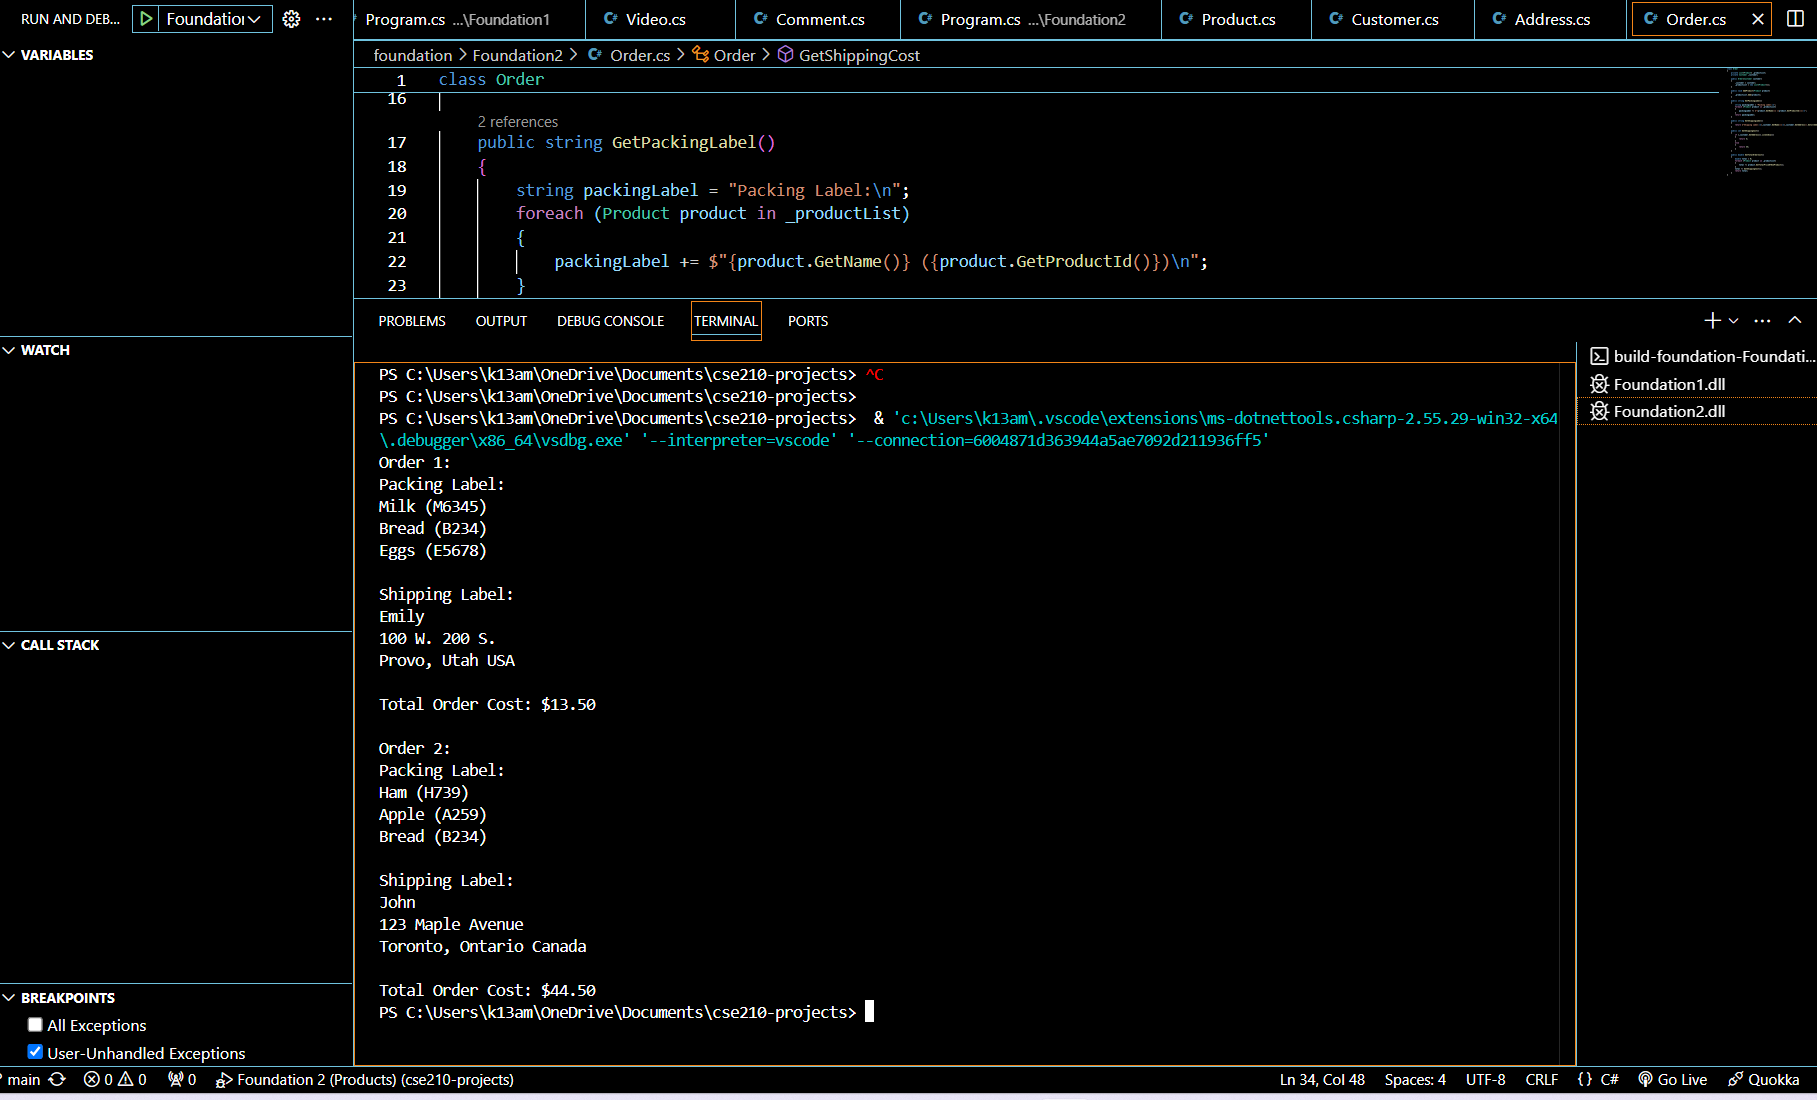 RUN AND DEB... Foundation ...
Program.cs ...\Foundation1 Video.cs Comment.cs Program.cs ...\Foundation2 Product.cs Customer.cs Address.cs Order.cs
VARIABLES
foundation > Foundation2 > Order.cs > Order > GetShippingCost
1 class Order
16
2 references
17 public string GetPackingLabel()
18 {
19 string packingLabel = "Packing Label:\n";
20 foreach (Product product in _productList)
21 {
22 packingLabel += $"{product.GetName()} ({product.GetProductId()})\n";
23 }
PROBLEMS OUTPUT DEBUG CONSOLE TERMINAL PORTS
WATCH
build-foundation-Foundati...
Foundation1.dll
Foundation2.dll
PS C:\Users\k13am\OneDrive\Documents\cse210-projects> ^C
PS C:\Users\k13am\OneDrive\Documents\cse210-projects>
PS C:\Users\k13am\OneDrive\Documents\cse210-projects> & 'c:\Users\k13am\.vscode\extensions\ms-dotnettools.csharp-2.55.29-win32-x64
\.debugger\x86_64\vsdbg.exe' '--interpreter=vscode' '--connection=6004871d363944a5ae7092d211936ff5'
Order 1:
Packing Label:
Milk (M6345)
Bread (B234)
Eggs (E5678)
Shipping Label:
Emily
100 W. 200 S.
Provo, Utah USA
CALL STACK
Total Order Cost: $13.50
Order 2:
Packing Label:
Ham (H739)
Apple (A259)
Bread (B234)
Shipping Label:
John
123 Maple Avenue
Toronto, Ontario Canada
Total Order Cost: $44.50
PS C:\Users\k13am\OneDrive\Documents\cse210-projects>
BREAKPOINTS
All Exceptions
User-Unhandled Exceptions
main 0 0 0 Foundation 2 (Products) (cse210-projects) Ln 34, Col 48 Spaces: 4 UTF-8 CRLF {} C# Go Live Quokka